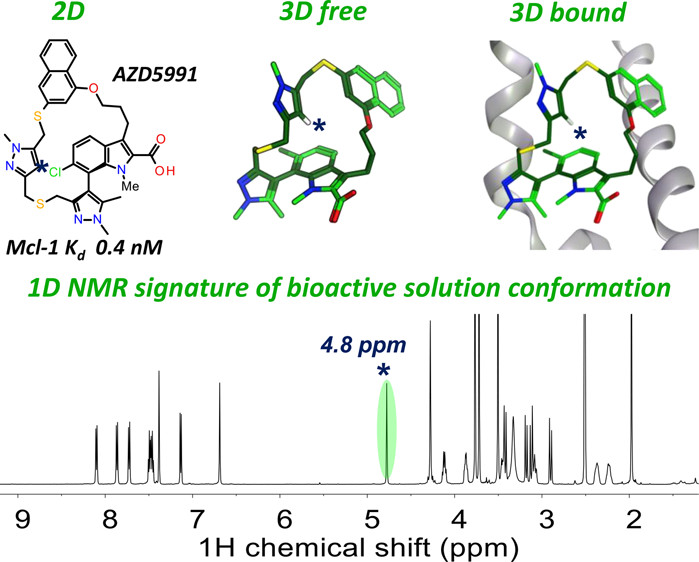 2D
3D free
3D bound
AZD5991
O
S
O
OH
N
Me
Cl
*
N
N
S
N
N
*
*
Mcl-1 Kd 0.4 nM
1D NMR signature of bioactive solution conformation
4.8 ppm
*
9 8 7 6 5 4 3 2
1H chemical shift (ppm)